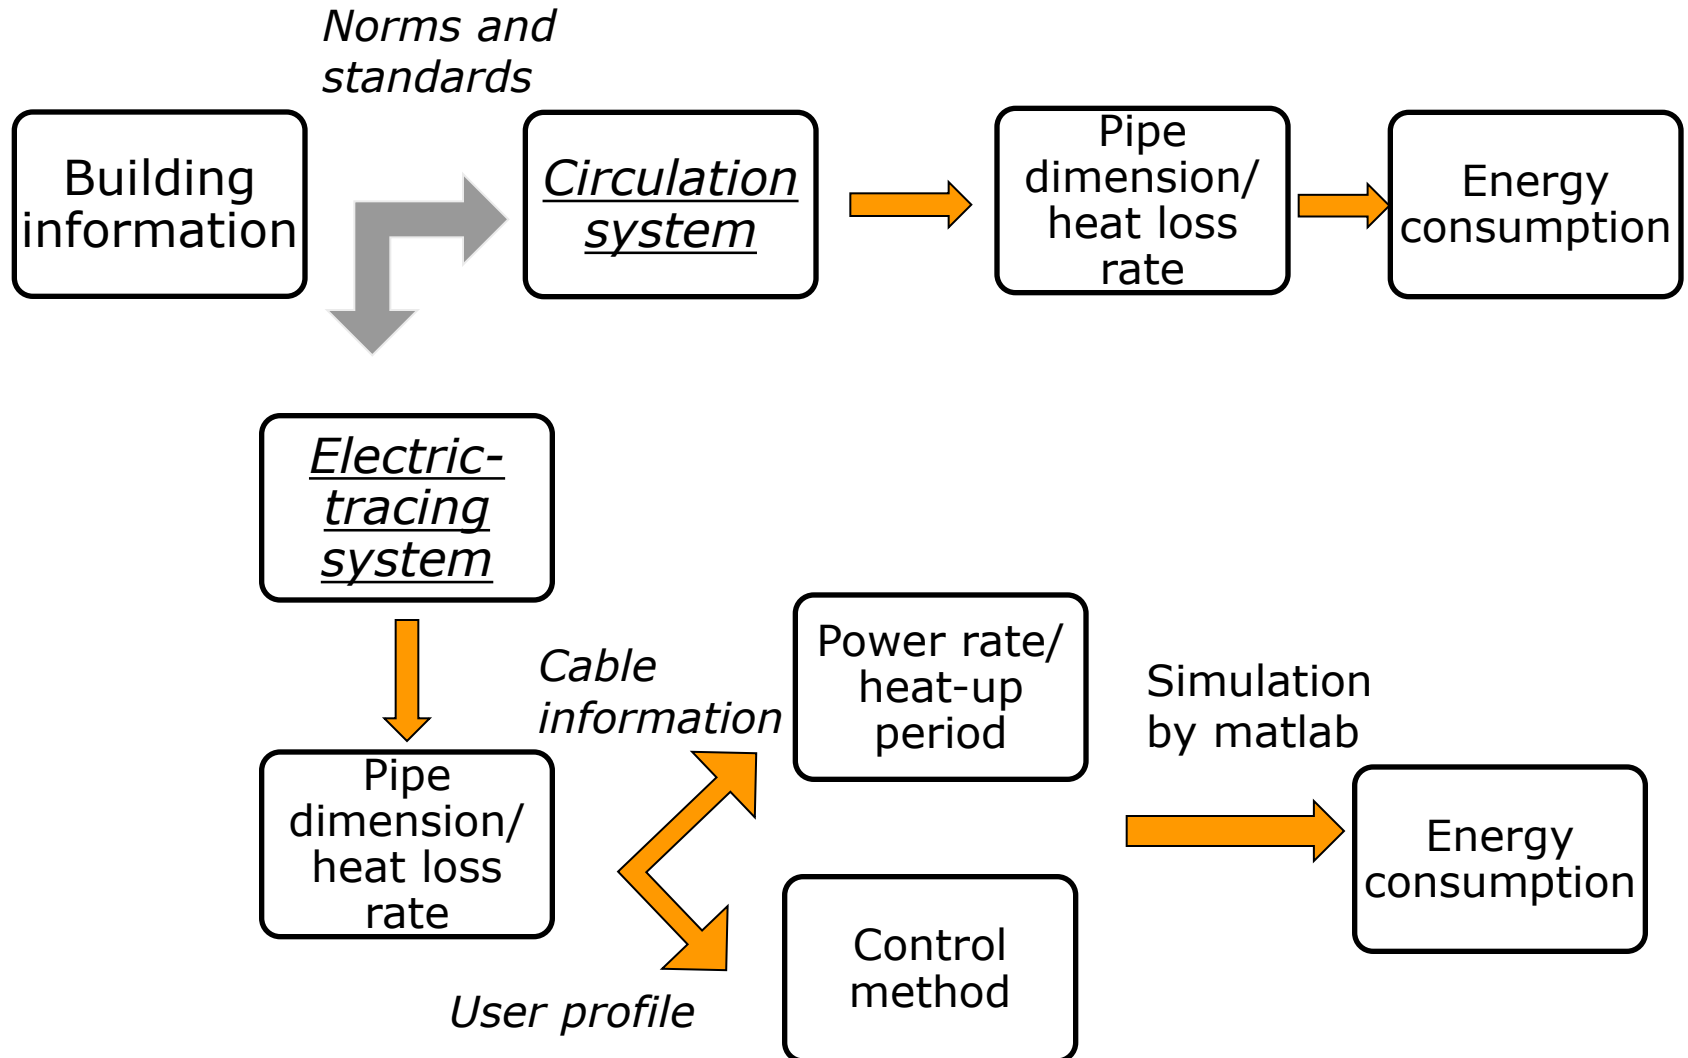 Norms and
standards
Building
information
Circulation
system
Pipe
dimension/
heat loss
rate
Energy
consumption
Electric-
tracing
system
Pipe
dimension/
heat loss
rate
Cable
information
User profile
Power rate/
heat-up
period
Control
method
Simulation
by matlab
Energy
consumption